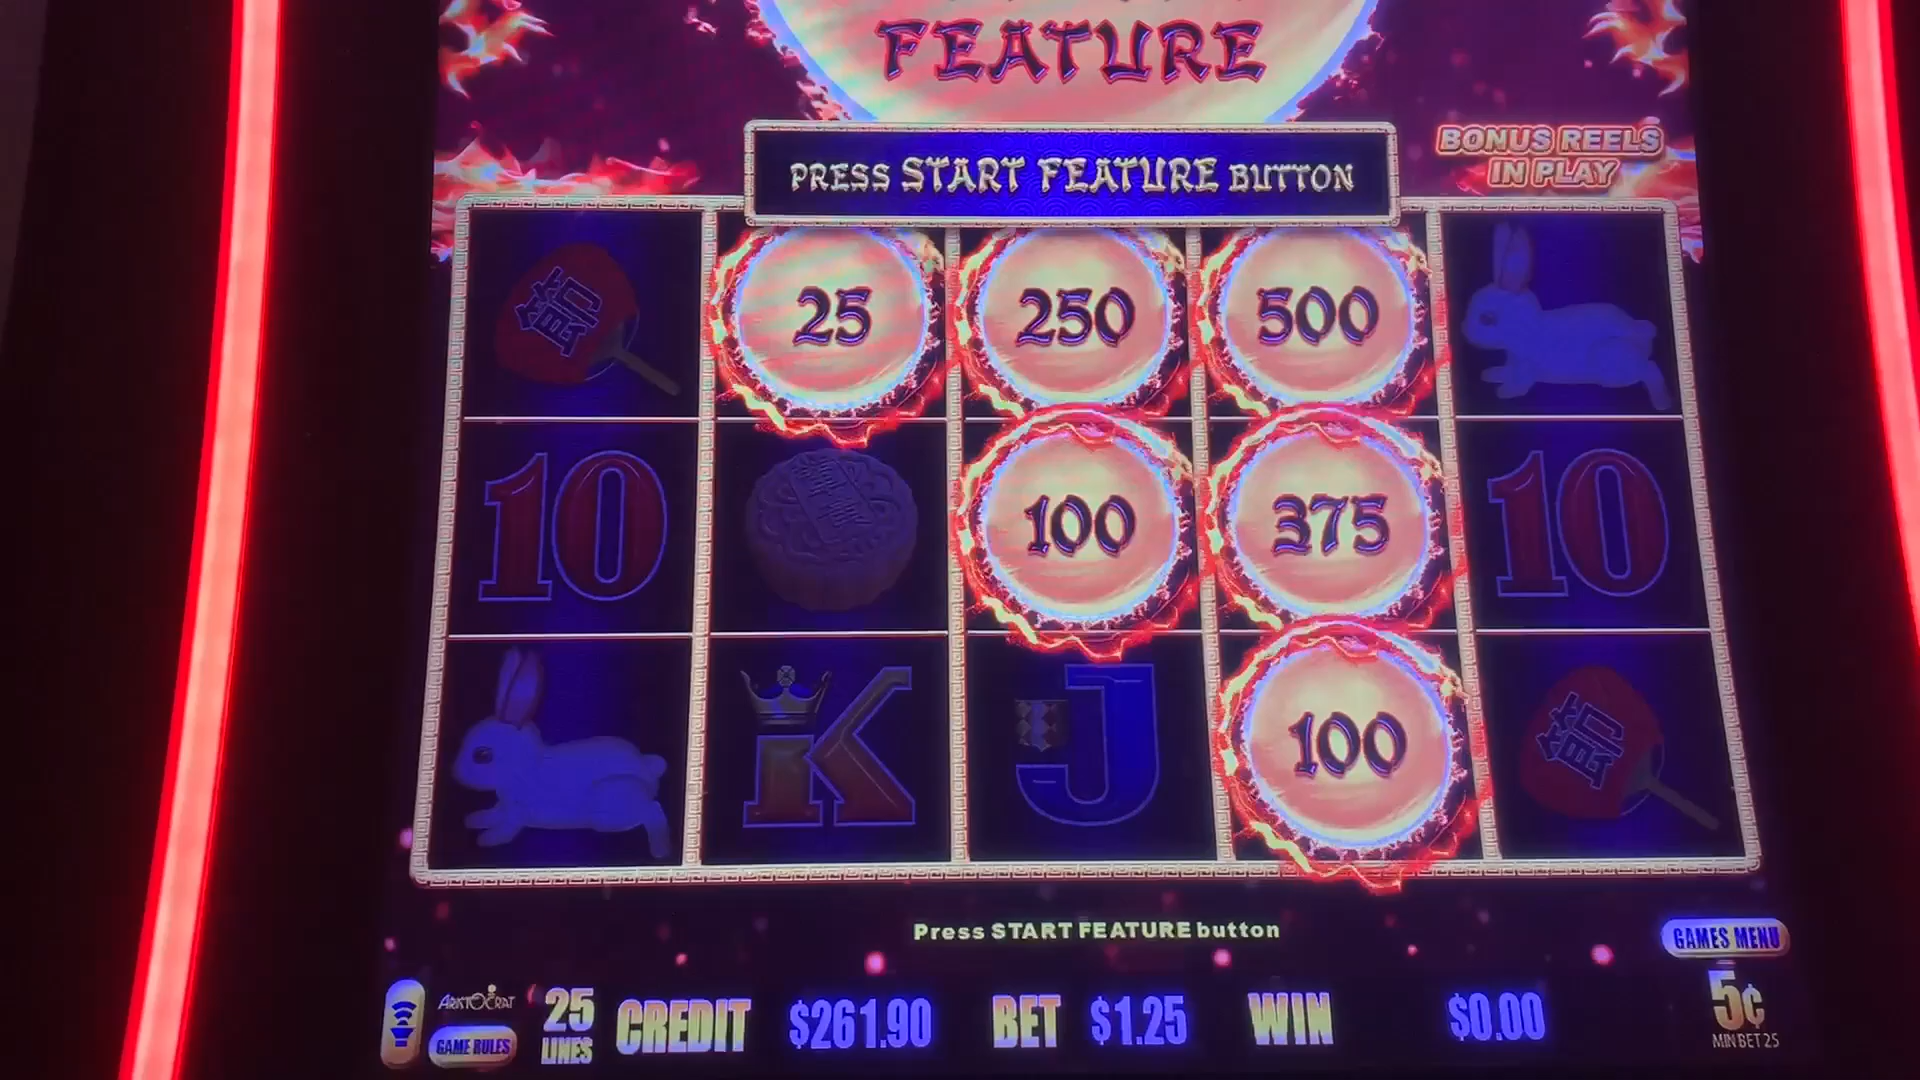 FEATURE
PRESS START FEATURE BUTTON
BONUS REELS
IN PLAY
25
250
500
10
100
375
10
K
J
100
Press START FEATURE button
GAMES MENU
ARISTOCRAT
GAME RULES
25
LINES
CREDIT $261.90
BET $1.25
WIN $0.00
5¢
MIN BET 25